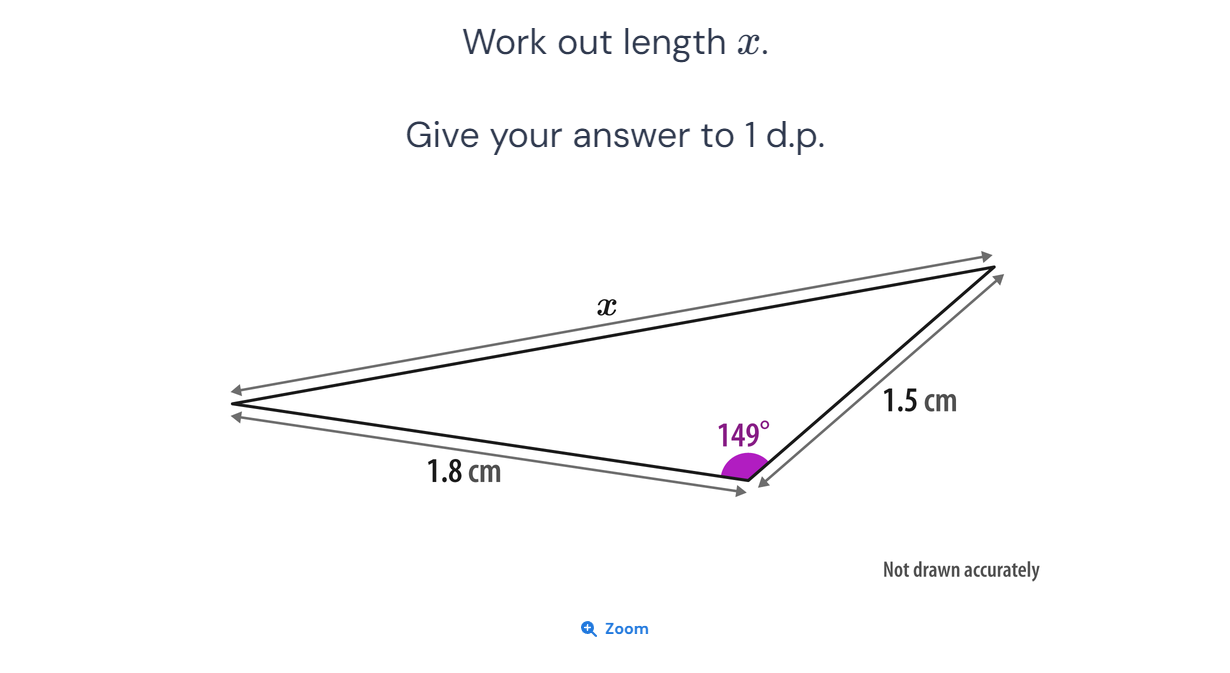 Work out length x.
Give your answer to 1 d.p.
x
1.5 cm
149°
1.8 cm
Not drawn accurately
Zoom